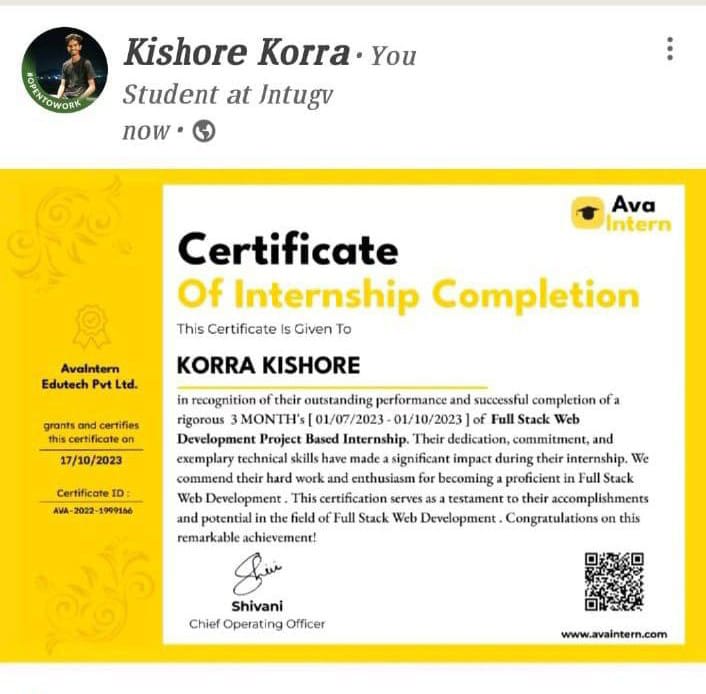 Kishore Korra · You
Student at Jntugv
now ·
#OPENTOWORK
Ava
Intern
Certificate
Of Internship Completion
This Certificate Is Given To
KORRA KISHORE
in recognition of their outstanding performance and successful completion of a
rigorous 3 MONTH's [ 01/07/2023 - 01/10/2023 ] of Full Stack Web
Development Project Based Internship. Their dedication, commitment, and
exemplary technical skills have made a significant impact during their internship. We
commend their hard work and enthusiasm for becoming a proficient in Full Stack
Web Development . This certification serves as a testament to their accomplishments
and potential in the field of Full Stack Web Development . Congratulations on this
remarkable achievement!
AvaIntern
Edutech Pvt Ltd.
grants and certifies
this certificate on
17/10/2023
Certificate ID :
AVA-2022-1999166
Shivani
Chief Operating Officer
www.avaintern.com